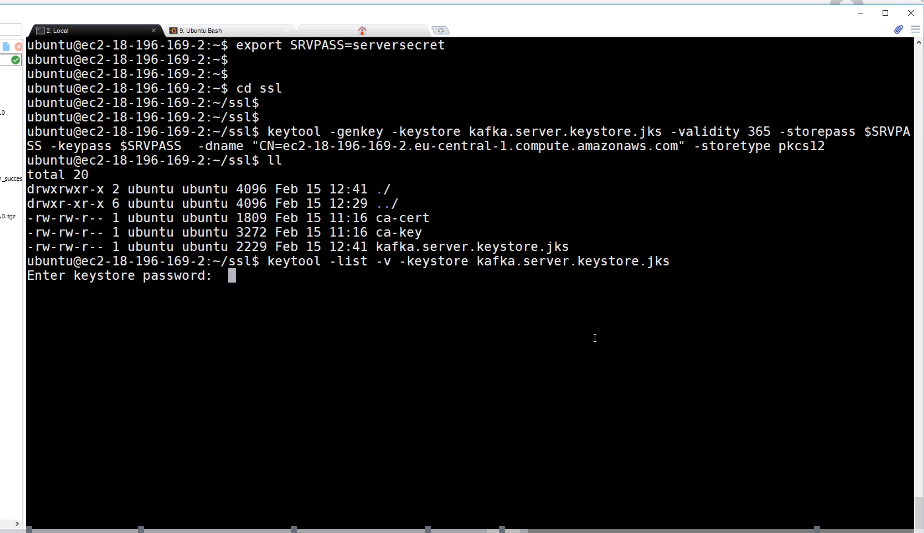 2. Local
9. Ubuntu Bash
ubuntu@ec2-18-196-169-2:~$ export SRVPASS=serversecret
ubuntu@ec2-18-196-169-2:~$
ubuntu@ec2-18-196-169-2:~$
ubuntu@ec2-18-196-169-2:~$ cd ssl
ubuntu@ec2-18-196-169-2:~/ssl$
ubuntu@ec2-18-196-169-2:~/ssl$
ubuntu@ec2-18-196-169-2:~/ssl$ keytool -genkey -keystore kafka.server.keystore.jks -validity 365 -storepass $SRVPA
SS -keypass $SRVPASS  -dname "CN=ec2-18-196-169-2.eu-central-1.compute.amazonaws.com" -storetype pkcs12
ubuntu@ec2-18-196-169-2:~/ssl$ ll
total 20
drwxrwxr-x 2 ubuntu ubuntu 4096 Feb 15 12:41 ./
drwxr-xr-x 6 ubuntu ubuntu 4096 Feb 15 12:29 ../
-rw-rw-r-- 1 ubuntu ubuntu 1809 Feb 15 11:16 ca-cert
-rw-rw-r-- 1 ubuntu ubuntu 3272 Feb 15 11:16 ca-key
-rw-rw-r-- 1 ubuntu ubuntu 2229 Feb 15 12:41 kafka.server.keystore.jks
ubuntu@ec2-18-196-169-2:~/ssl$ keytool -list -v -keystore kafka.server.keystore.jks
Enter keystore password:
.0
n_succes
.0.tgz